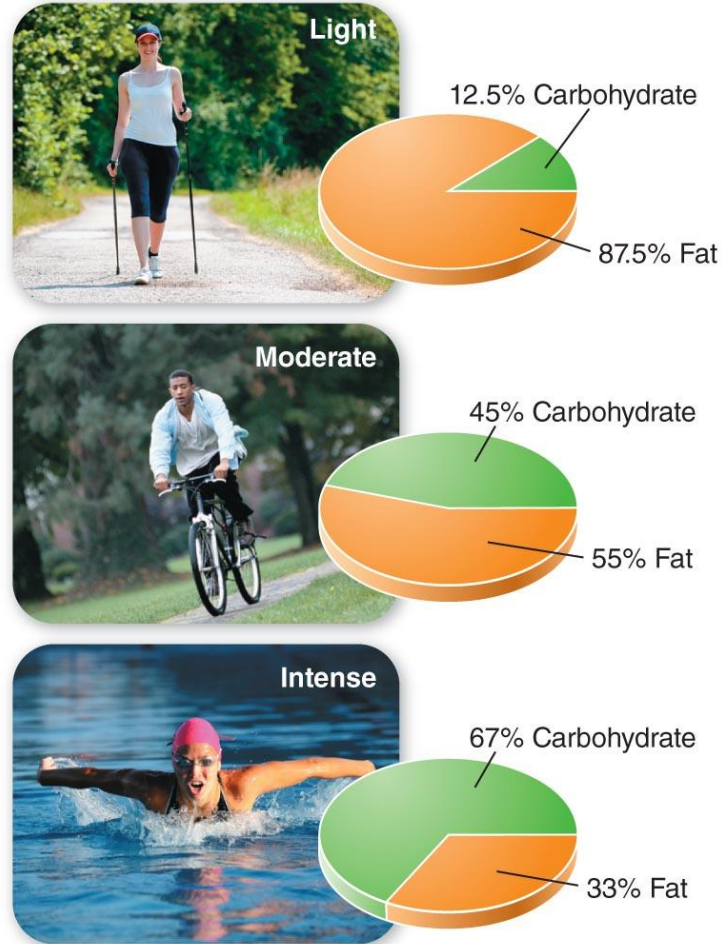 Light
12.5% Carbohydrate
87.5% Fat
Moderate
45% Carbohydrate
55% Fat
Intense
67% Carbohydrate
33% Fat